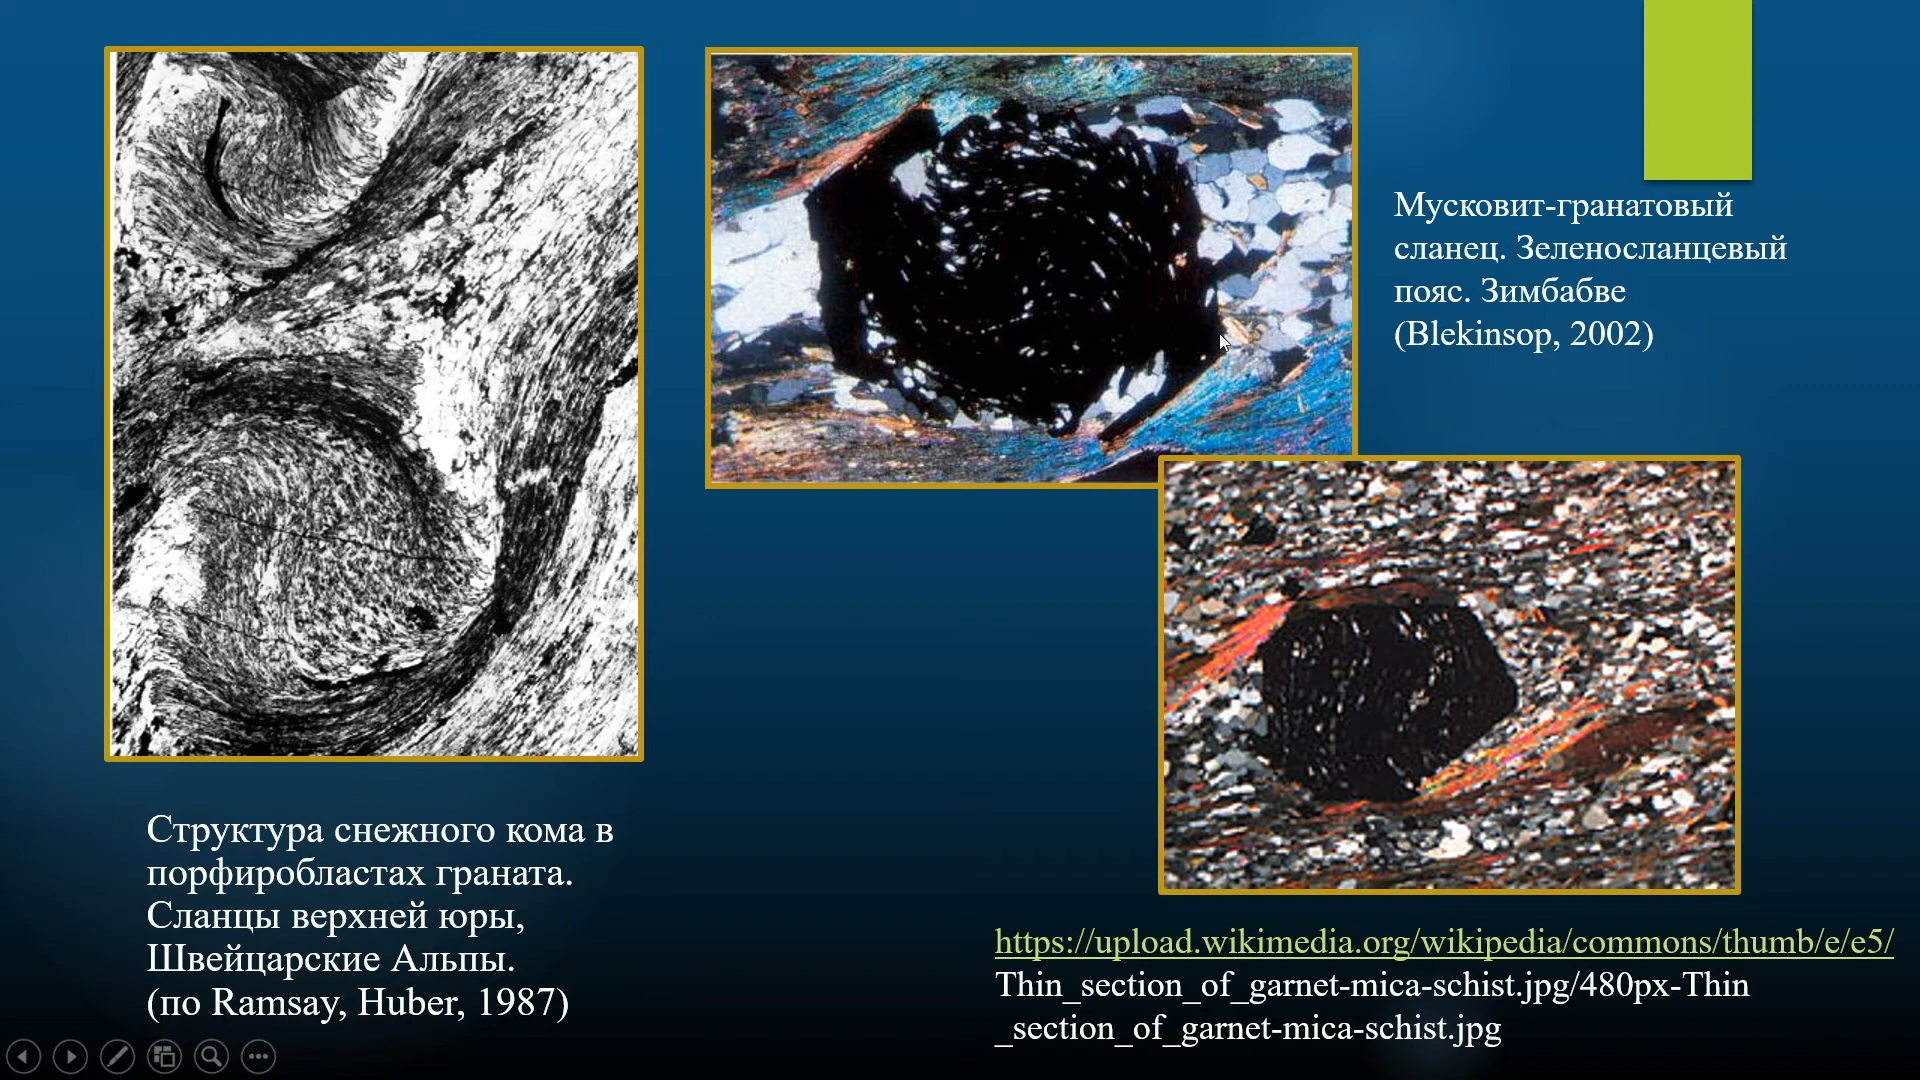 Мусковит-гранатовый
сланец. Зеленосланцевый
пояс. Зимбабве
(Blekinsop, 2002)
Структура снежного кома в
порфиробластах граната.
Сланцы верхней юры,
Швейцарские Альпы.
(по Ramsay, Huber, 1987)
https://upload.wikimedia.org/wikipedia/commons/thumb/e/e5/
Thin_section_of_garnet-mica-schist.jpg/480px-Thin
_section_of_garnet-mica-schist.jpg